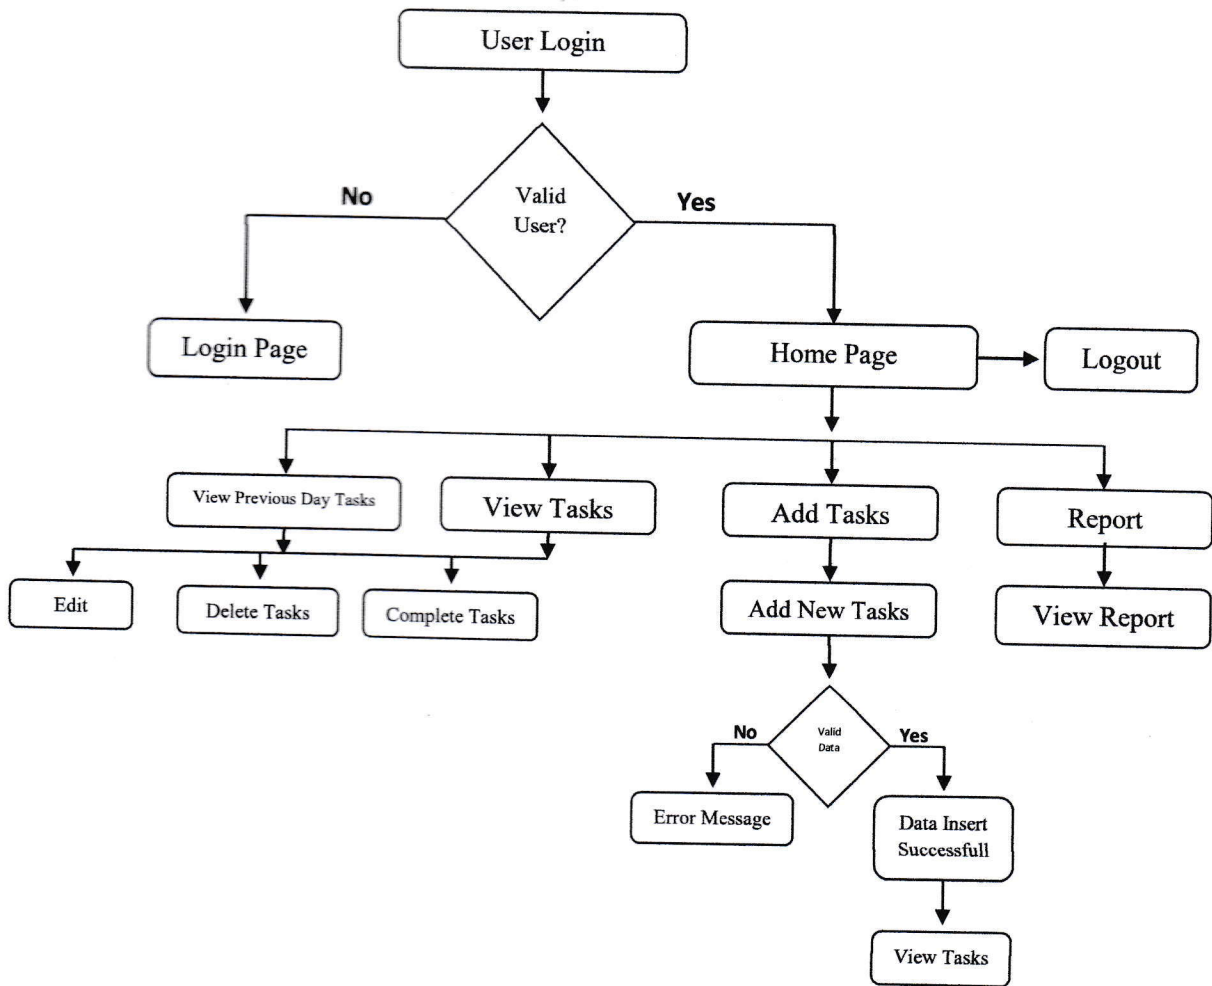 User Login
Valid
User?
No
Yes
Login Page
Home Page
Logout
View Previous Day Tasks
View Tasks
Add Tasks
Report
Edit
Delete Tasks
Complete Tasks
Add New Tasks
View Report
No
Valid
Data
Yes
Error Message
Data Insert
Successfull
View Tasks